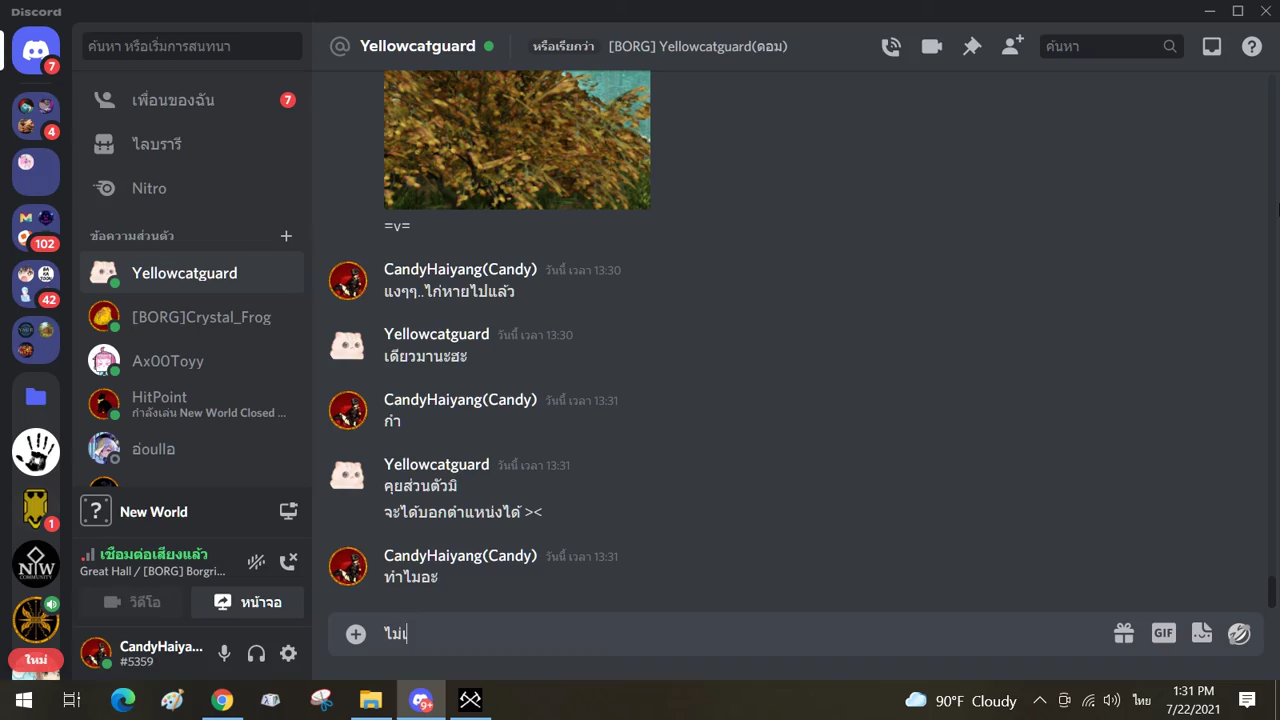 Discord
ค้นหา หรือเริ่มการสนทนา
Yellowcatguard
หรือเรียกว่า
[BORG] Yellowcatguard(ดอม)
ค้นหา
7
4
102
42
1
ใหม่
เพื่อนของฉัน
7
ไลบรารี
Nitro
ข้อความส่วนตัว
Yellowcatguard
[BORG]Crystal_Frog
Ax00Toyy
HitPoint
กำลังเล่น New World Closed ...
อ่oullอ
New World
เชื่อมต่อเสียงแล้ว
Great Hall / [BORG] Borgri...
วิดีโอ
หน้าจอ
CandyHaiya...
#5359
=v=
CandyHaiyang(Candy) วันนี้ เวลา 13:30
แงๆๆ..ไก่หายไปแล้ว
Yellowcatguard วันนี้ เวลา 13:30
เดียวมานะฮะ
CandyHaiyang(Candy) วันนี้ เวลา 13:31
ก๋า
Yellowcatguard วันนี้ เวลา 13:31
คุยส่วนตัวมิ
จะได้บอกตำแหน่งได้ ><
CandyHaiyang(Candy) วันนี้ เวลา 13:31
ทำไมอะ
ไม่เ
GIF
NW
COMMUNITY
9+
90°F Cloudy
ไทย
1:31 PM
7/22/2021